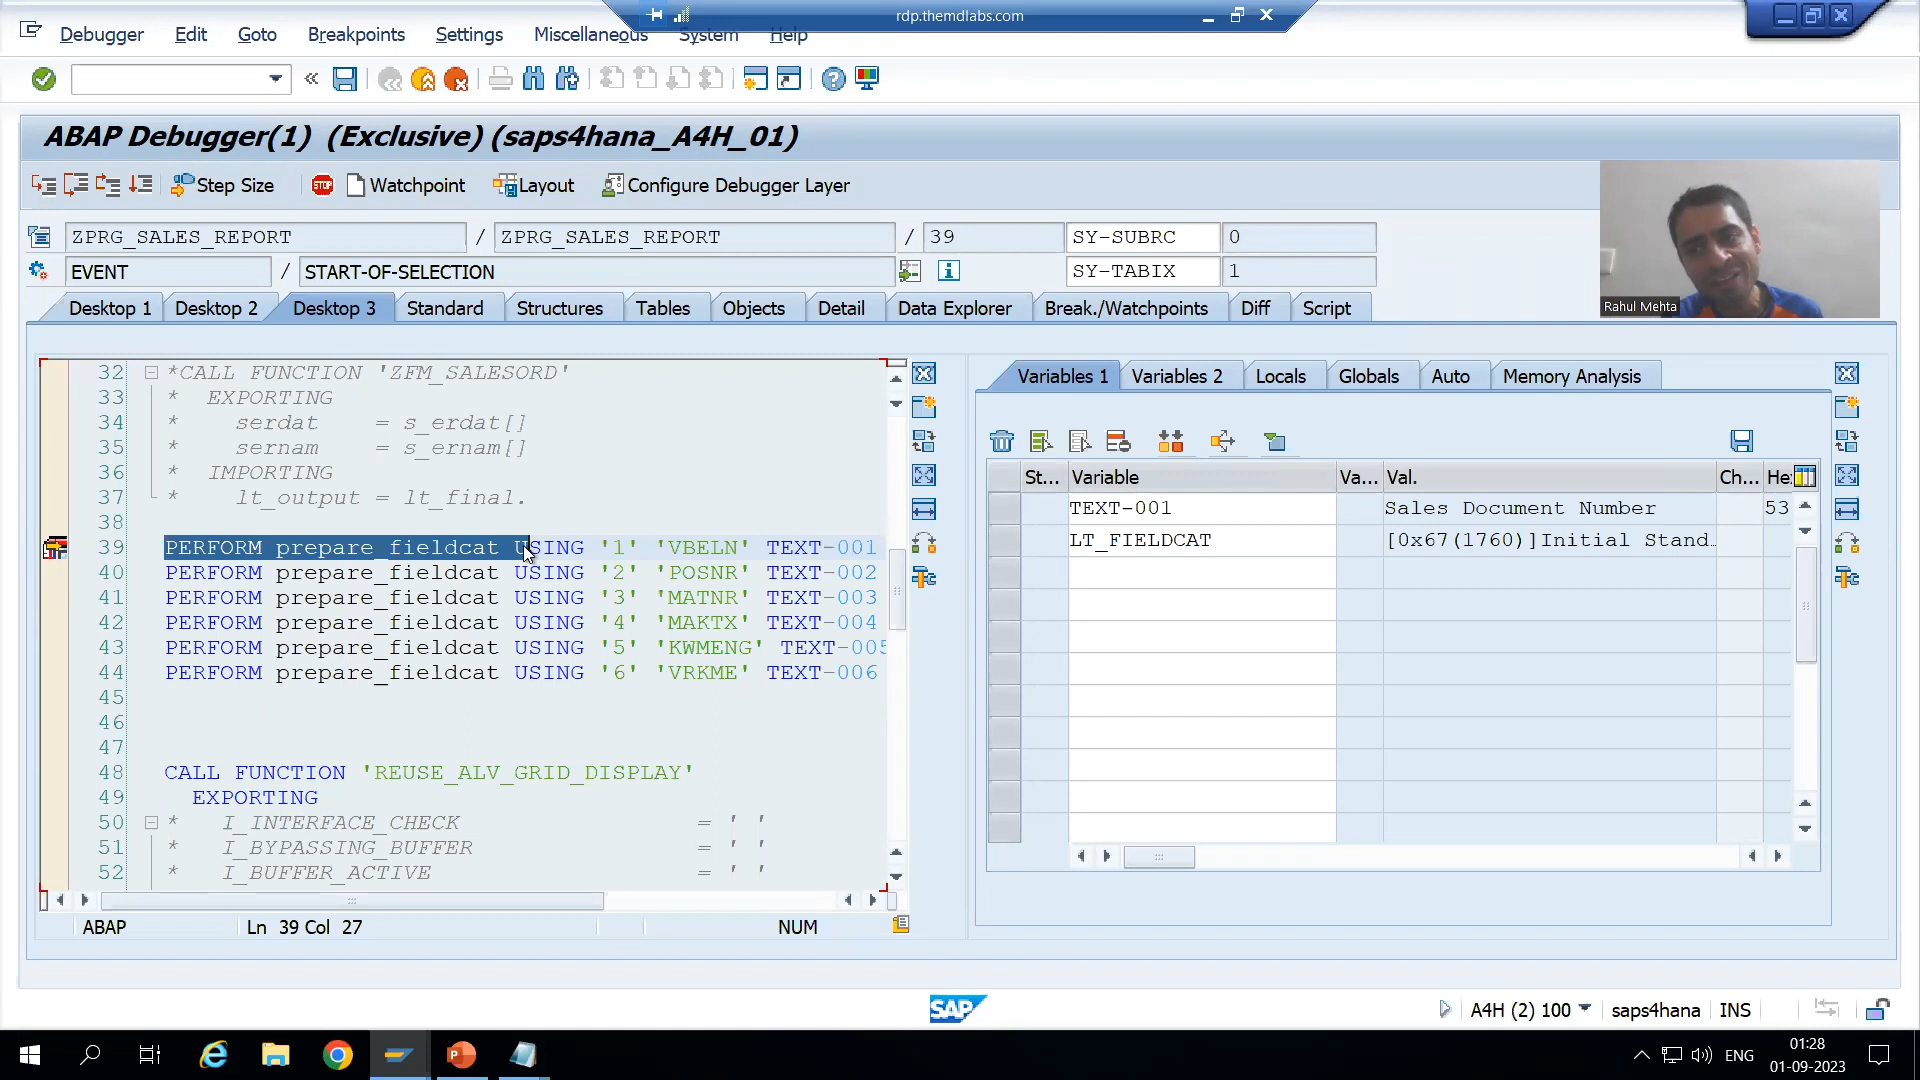 rdp.themdlabs.com
Debugger Edit Goto Breakpoints Settings Miscellaneous System Help
ABAP Debugger(1) (Exclusive) (saps4hana_A4H_01)
Step Size STOP Watchpoint Layout Configure Debugger Layer
ZPRG_SALES_REPORT / ZPRG_SALES_REPORT / 39 SY-SUBRC 0
EVENT / START-OF-SELECTION SY-TABIX 1
Rahul Mehta
Desktop 1 Desktop 2 Desktop 3 Standard Structures Tables Objects Detail Data Explorer Break./Watchpoints Diff Script
32 *CALL FUNCTION 'ZFM_SALESORD'
33 * EXPORTING
34 * serdat = s_erdat[]
35 * sernam = s_ernam[]
36 * IMPORTING
37 * lt_output = lt_final.
38
39 PERFORM prepare_fieldcat USING '1' 'VBELN' TEXT-001
40 PERFORM prepare_fieldcat USING '2' 'POSNR' TEXT-002
41 PERFORM prepare_fieldcat USING '3' 'MATNR' TEXT-003
42 PERFORM prepare_fieldcat USING '4' 'MAKTX' TEXT-004
43 PERFORM prepare_fieldcat USING '5' 'KWMENG' TEXT-005
44 PERFORM prepare_fieldcat USING '6' 'VRKME' TEXT-006
45
46
47
48 CALL FUNCTION 'REUSE_ALV_GRID_DISPLAY'
49 EXPORTING
50 * I_INTERFACE_CHECK = ' '
51 * I_BYPASSING_BUFFER = ' '
52 * I_BUFFER_ACTIVE = ' '
ABAP Ln 39 Col 27 NUM
Variables 1 Variables 2 Locals Globals Auto Memory Analysis
St... Variable Va... Val. Ch... He
TEXT-001 Sales Document Number 53
LT_FIELDCAT [0x67(1760)]Initial Stand...
SAP
A4H (2) 100 saps4hana INS
ENG
01:28
01-09-2023